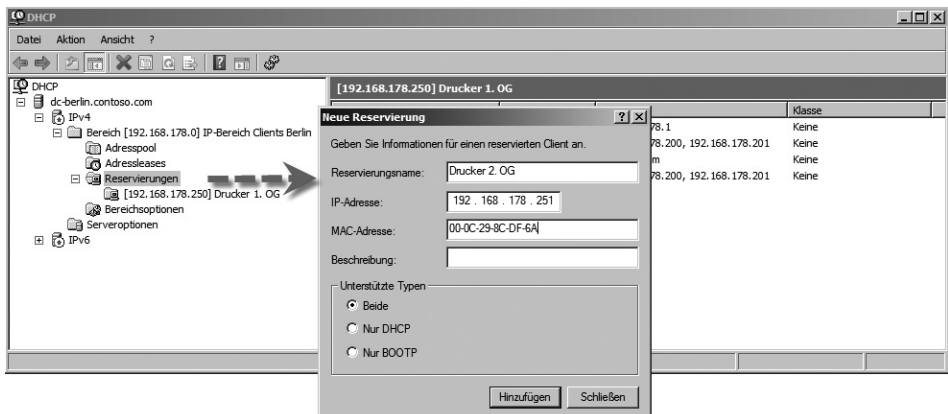 DHCP
Datei Aktion Ansicht ?
DHCP
dc-berlin.contoso.com
IPv4
Bereich [192.168.178.0] IP-Bereich Clients Berlin
Adresspool
Adressleases
Reservierungen
[192.168.178.250] Drucker 1. OG
Bereichsoptionen
Serveroptionen
IPv6
[192.168.178.250] Drucker 1. OG
Klasse
78.1 Keine
78.200, 192.168.178.201 Keine
m Keine
78.200, 192.168.178.201 Keine
Neue Reservierung
Geben Sie Informationen für einen reservierten Client an.
Reservierungsname: Drucker 2. OG
IP-Adresse: 192 . 168 . 178 . 251
MAC-Adresse: 00-0C-29-8C-DF-6A
Beschreibung:
Unterstützte Typen
Beide
Nur DHCP
Nur BOOTP
Hinzufügen Schließen